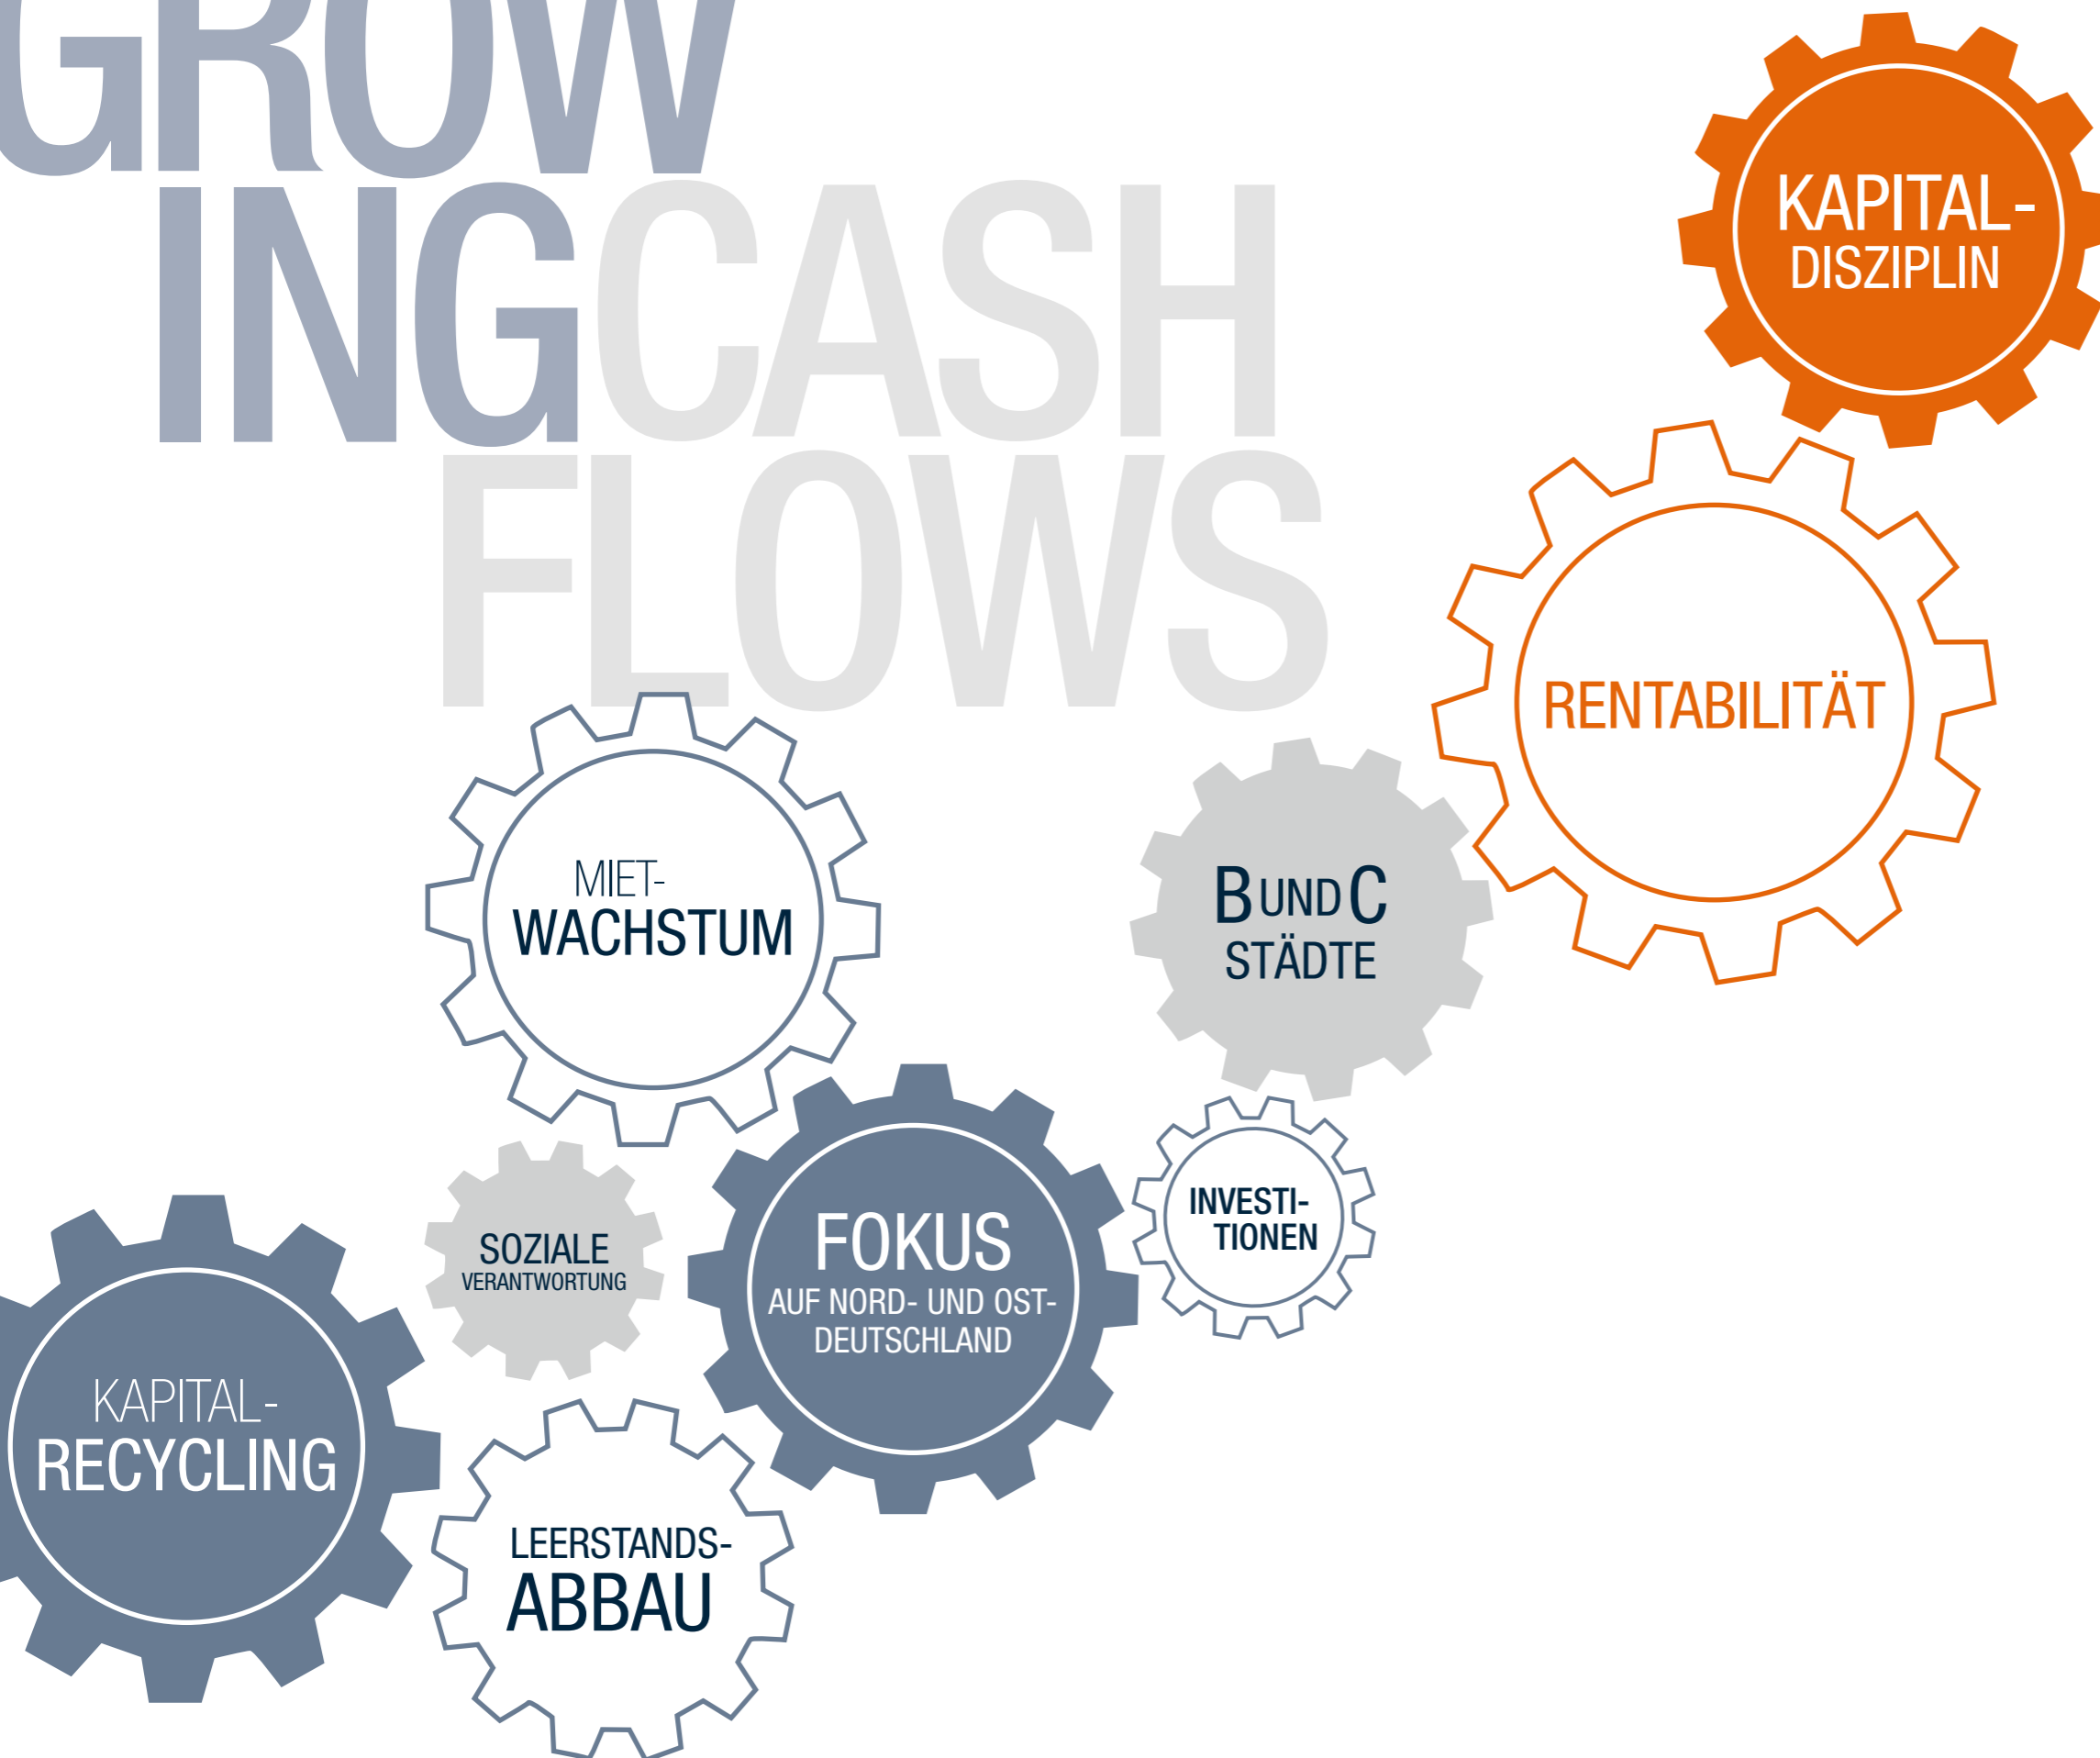 GROW
INGCASH
FLOWS
KAPITAL-
DISZIPLIN
RENTABILITÄT
MIET-
WACHSTUM
B UND C
STÄDTE
SOZIALE
VERANTWORTUNG
FOKUS
AUF NORD- UND OST-
DEUTSCHLAND
INVESTI-
TIONEN
KAPITAL-
RECYCLING
LEERSTANDS-
ABBAU